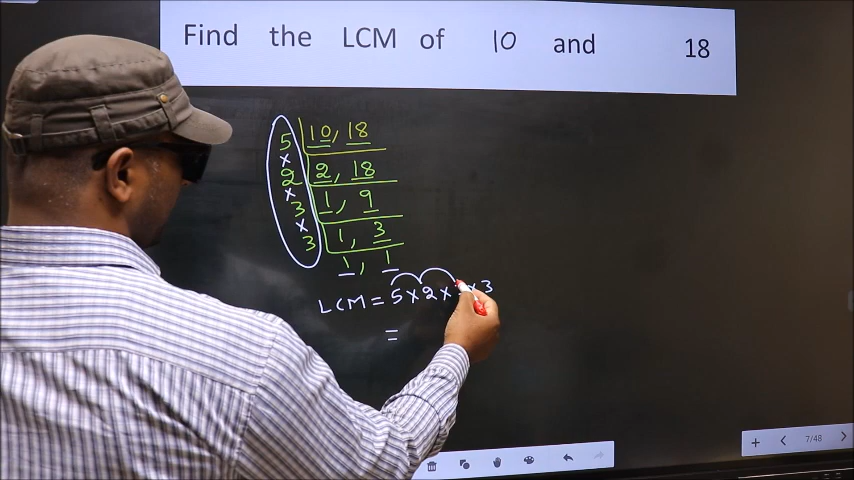 Find the LCM of 10 and 18
5 10, 18
×
2 2, 18
×
3 1, 9
×
3 1, 3
1, 1
LCM = 5 × 2 × × 3
=
7/48